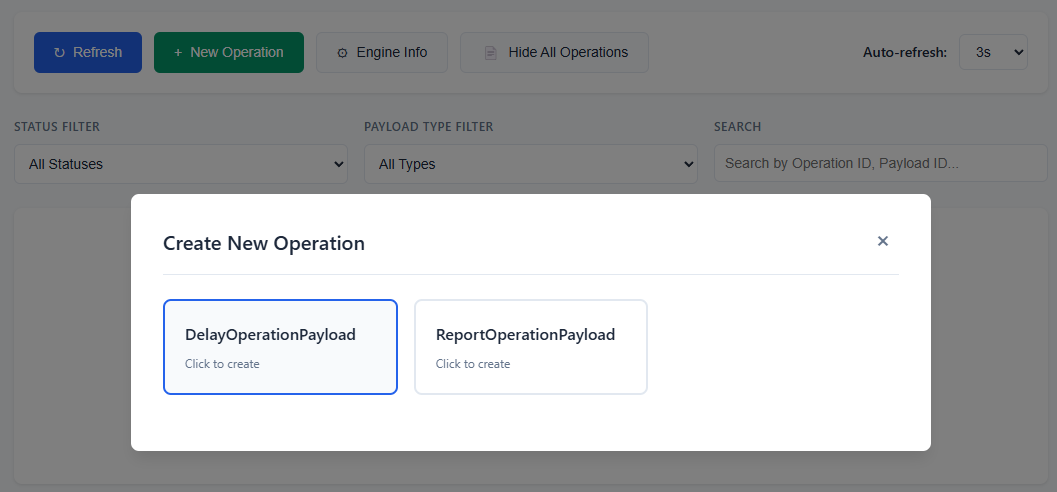 ↻ Refresh
+ New Operation
⚙ Engine Info
📄 Hide All Operations
Auto-refresh:
3s
STATUS FILTER
PAYLOAD TYPE FILTER
SEARCH
All Statuses
All Types
Search by Operation ID, Payload ID...
Create New Operation
×
DelayOperationPayload
Click to create
ReportOperationPayload
Click to create